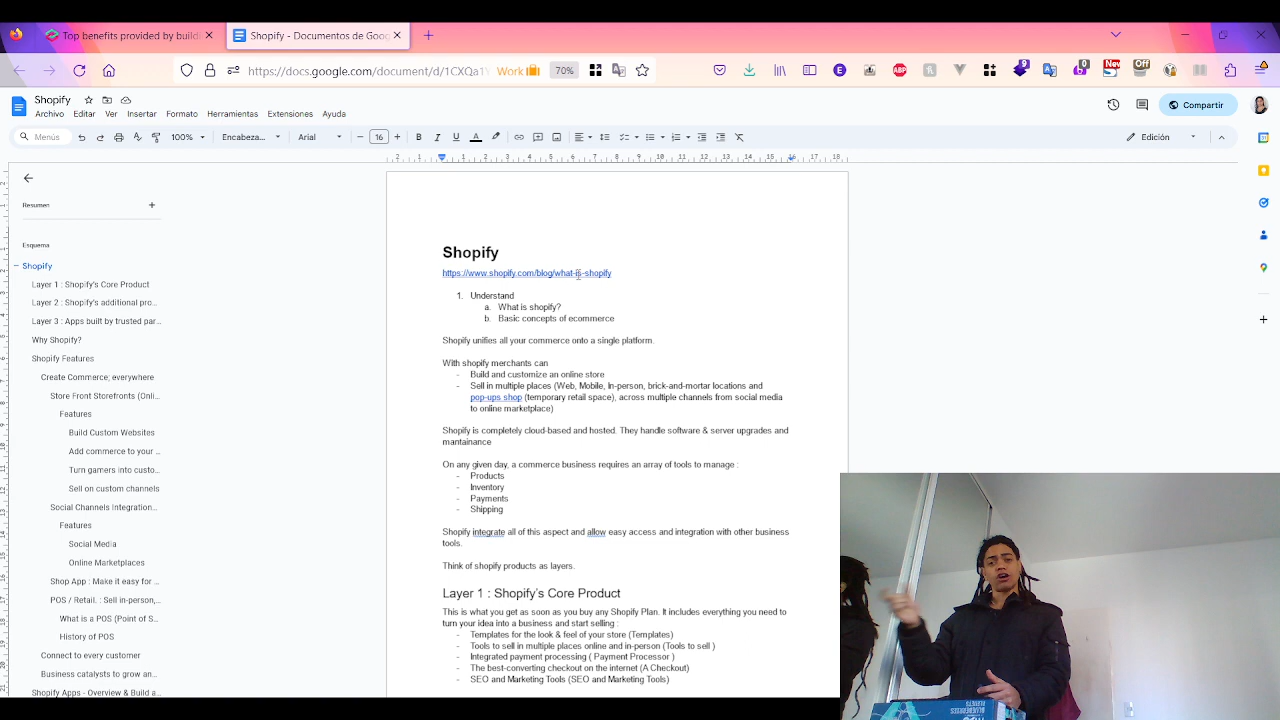 Notes of features provided by buildi
Shopify - Documentos de Goo
https://docs.google.com/document/d/1CXQa1
Work
70%
Shopify
Archivo Editar Ver Insertar Formato Herramientas Extensiones Ayuda
Compartir
Menús
100%
Encabeza...
Arial
16
Edición
Resumen
Esquema
Shopify
Layer 1 : Shopify's Core Product
Layer 2 : Shopify's additional pro...
Layer 3 : Apps built by trusted par...
Why Shopify?
Shopify Features
Create Commerce; everywhere
Store Front Storefronts (Onli...
Features
Build Custom Websites
Add commerce to your ...
Turn gamers into custo...
Sell on custom channels
Social Channels Integration...
Features
Social Media
Online Marketplaces
Shop App : Make it easy for ...
POS / Retail. : Sell in-person,...
What is a POS (Point of S...
History of POS
Connect to every customer
Business catalysts to grow an...
Shopify Apps - Overview & Build a...
Shopify
https://www.shopify.com/blog/what-is-shopify
1. Understand
a. What is shopify?
b. Basic concepts of ecommerce
Shopify unifies all your commerce onto a single platform.
With shopify merchants can
- Build and customize an online store
- Sell in multiple places (Web, Mobile, In-person, brick-and-mortar locations and
pop-ups shop (temporary retail space), across multiple channels from social media
to online marketplace)
Shopify is completely cloud-based and hosted. They handle software & server upgrades and
mantainance
On any given day, a commerce business requires an array of tools to manage :
- Products
- Inventory
- Payments
- Shipping
Shopify integrate all of this aspect and allow easy access and integration with other business
tools.
Think of shopify products as layers.
Layer 1 : Shopify's Core Product
This is what you get as soon as you buy any Shopify Plan. It includes everything you need to
turn your idea into a business and start selling :
- Templates for the look & feel of your store (Templates)
- Tools to sell in multiple places online and in-person (Tools to sell )
- Integrated payment processing ( Payment Processor )
- The best-converting checkout on the internet (A Checkout)
- SEO and Marketing Tools (SEO and Marketing Tools)